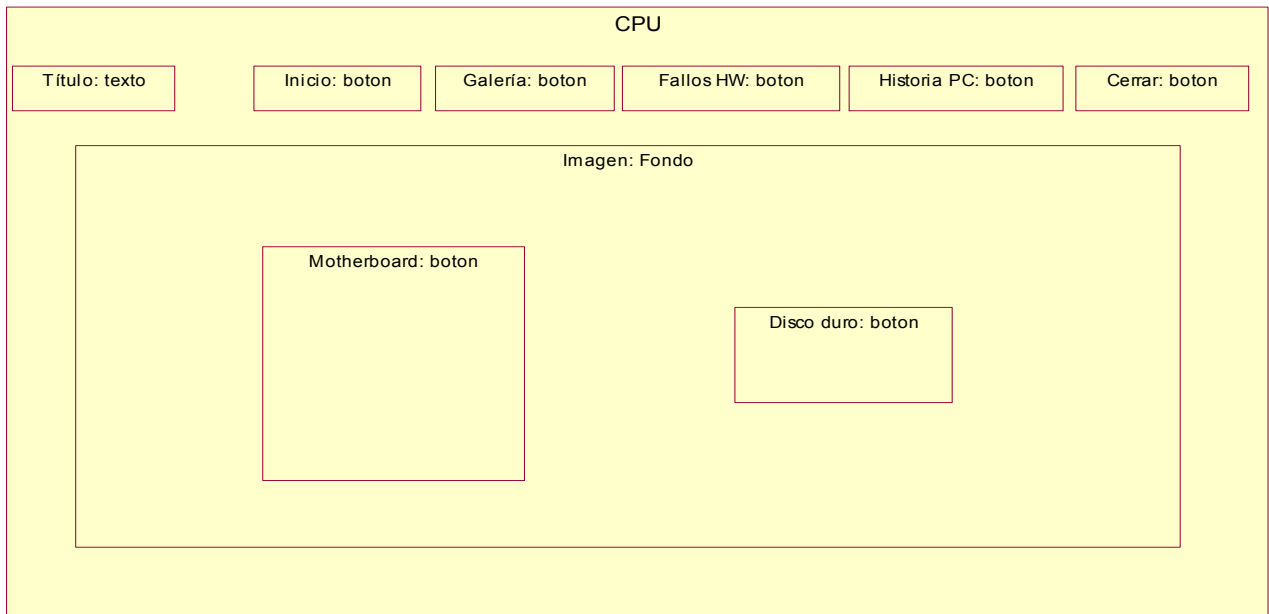 CPU
Título: texto
Inicio: boton
Galería: boton
Fallos HW: boton
Historia PC: boton
Cerrar: boton
Imagen: Fondo
Motherboard: boton
Disco duro: boton